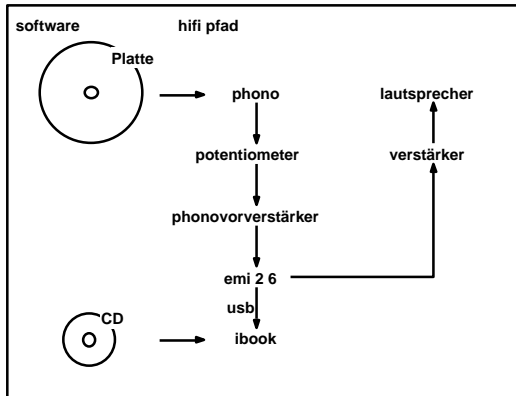 software hifi pfad
Platte
phono lautsprecher
potentiometer verstärker
phonovorverstärker
emi 2 6
usb
CD
ibook